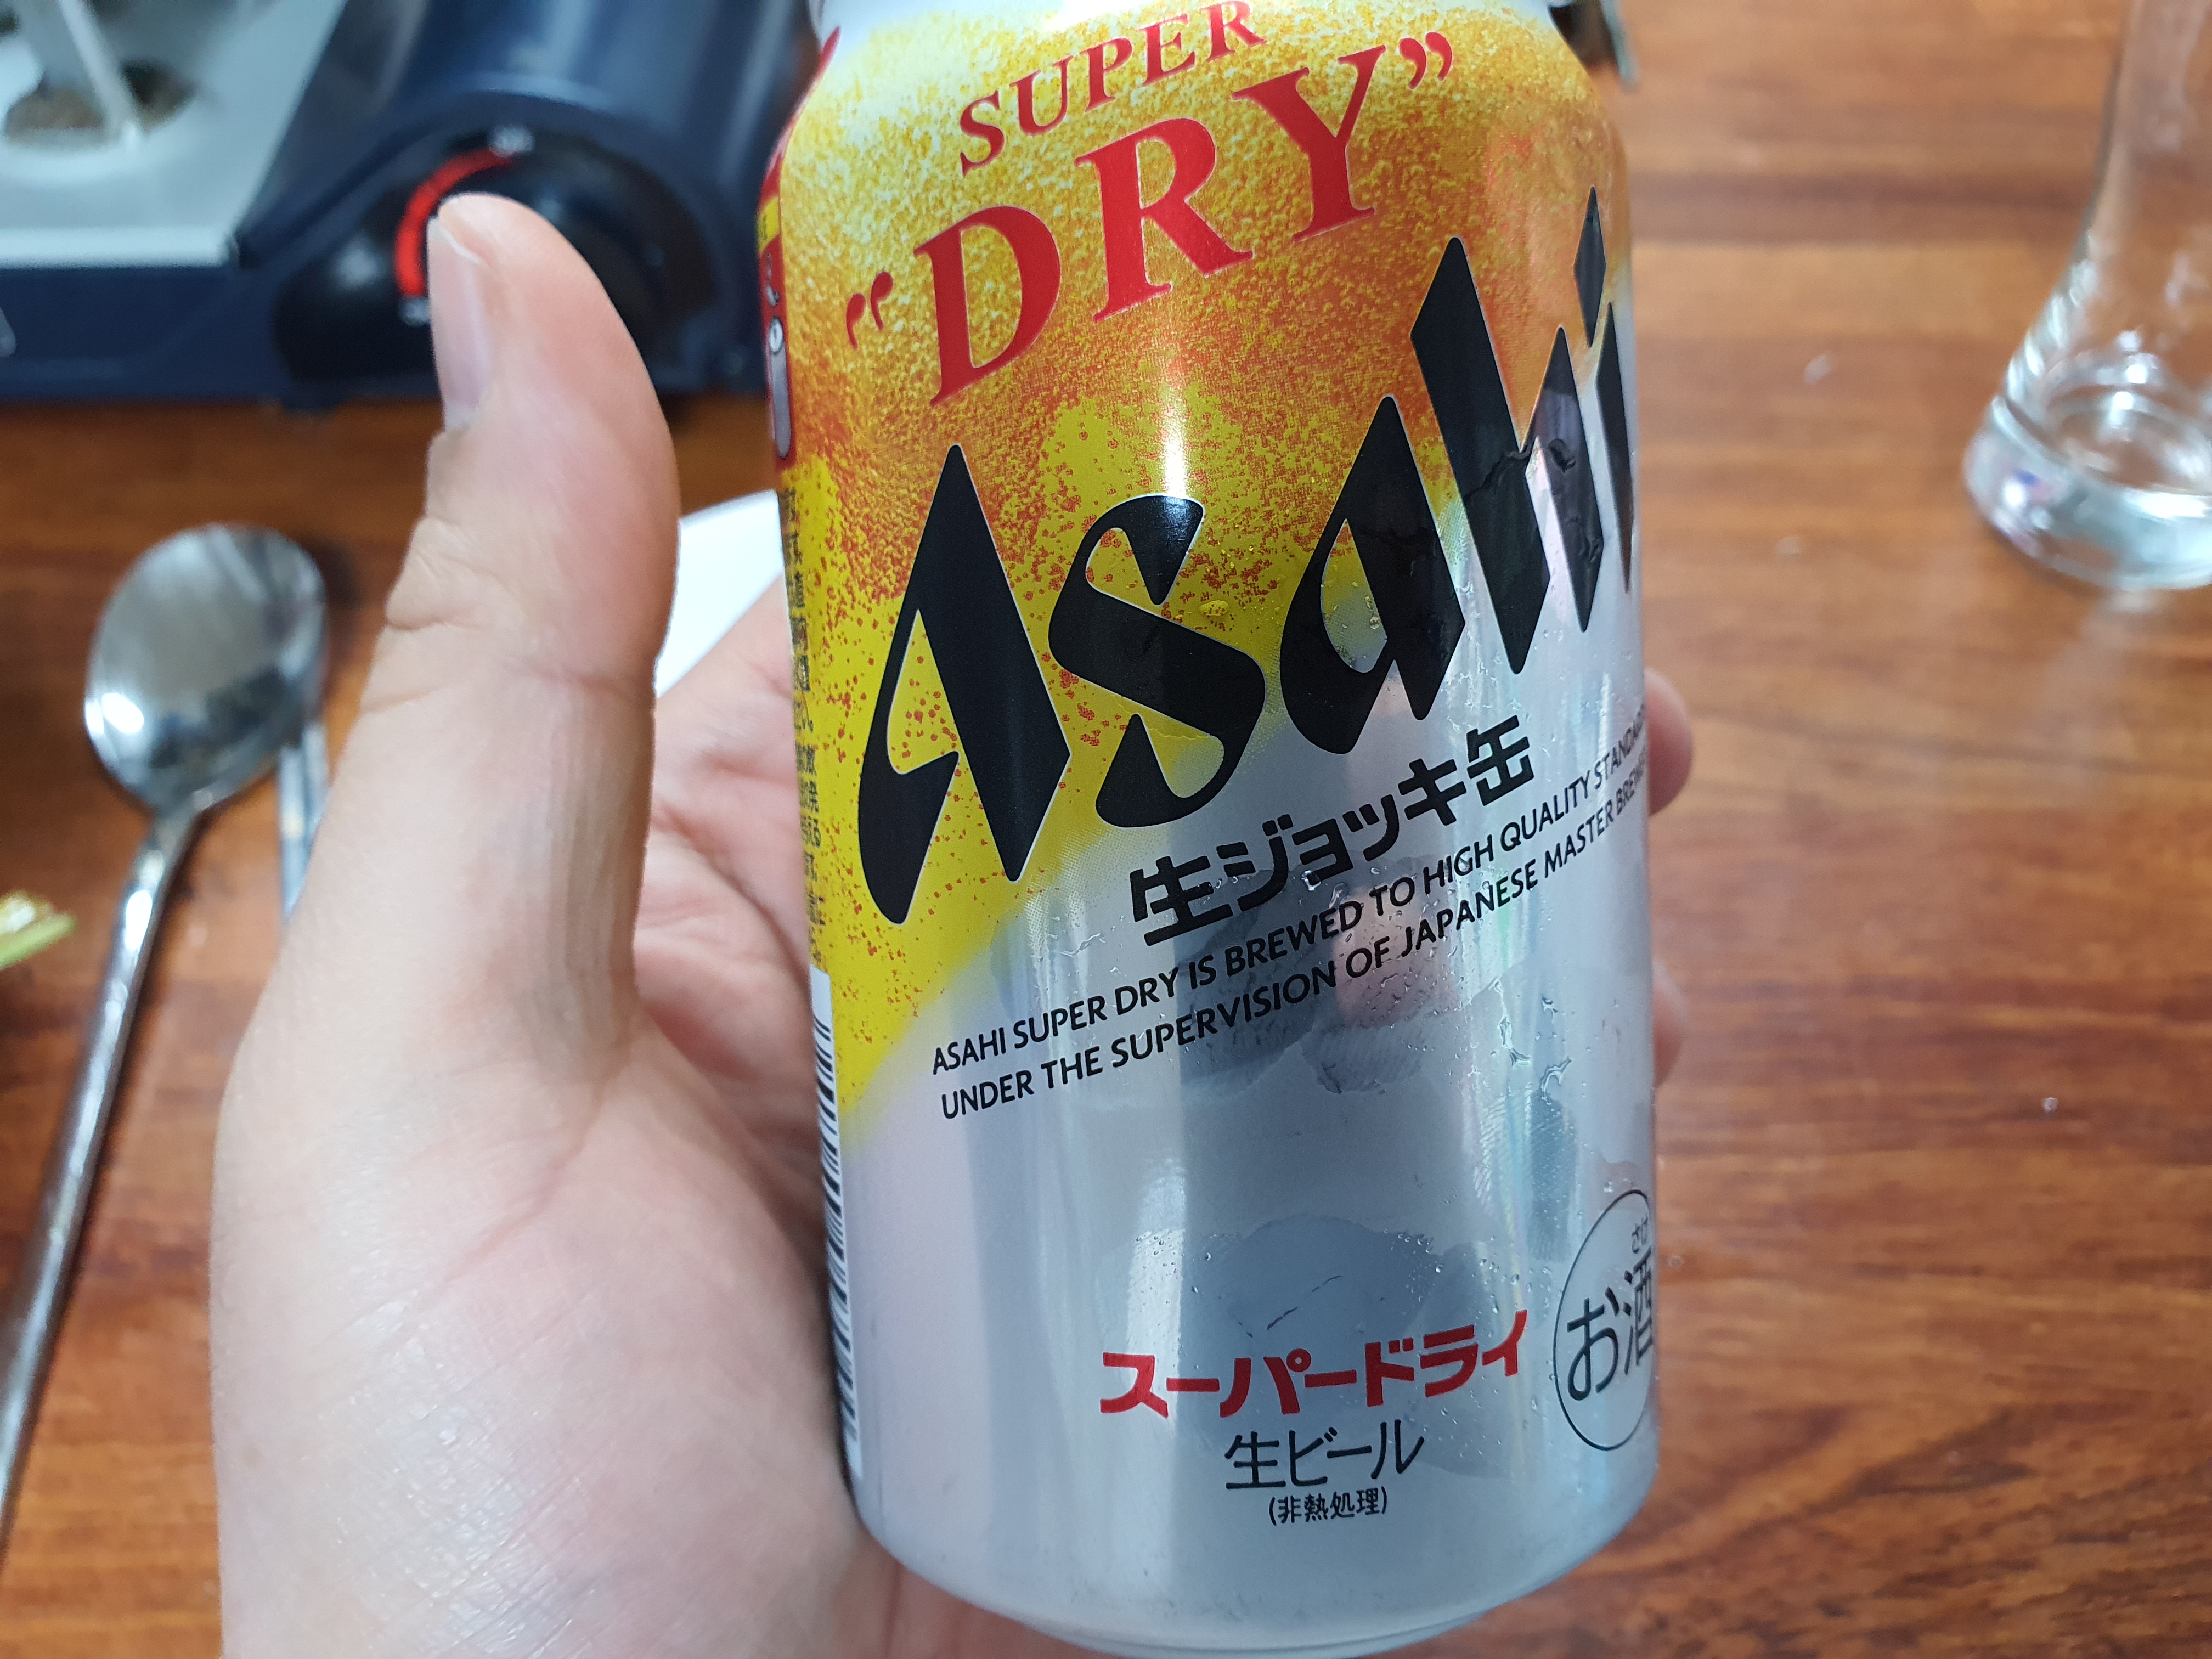 SUPER
"DRY"
Asahi
生ジョッキ缶
ASAHI SUPER DRY IS BREWED TO HIGH QUALITY
UNDER THE SUPERVISION OF JAPANESE MASTER
さけ
お酒
スーパードライ
生ビール
(非熱処理)